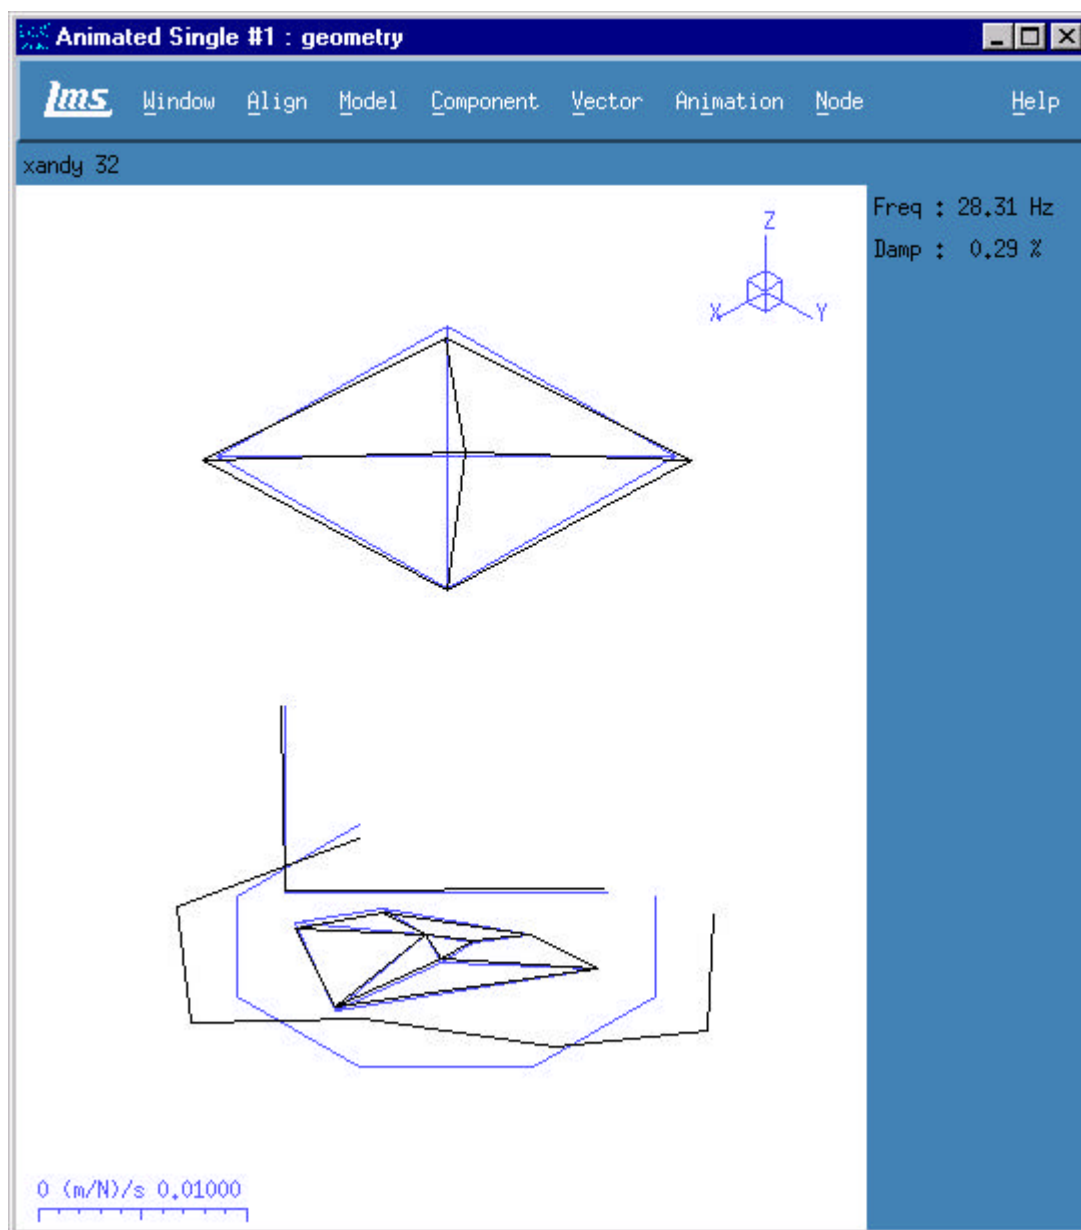 Animated Single #1 : geometry
lms Window Align Model Component Vector Animation Node Help
xandy 32
Freq : 28.31 Hz
Damp : 0.29 %
Z
X Y
0 (m/N)/s 0.01000